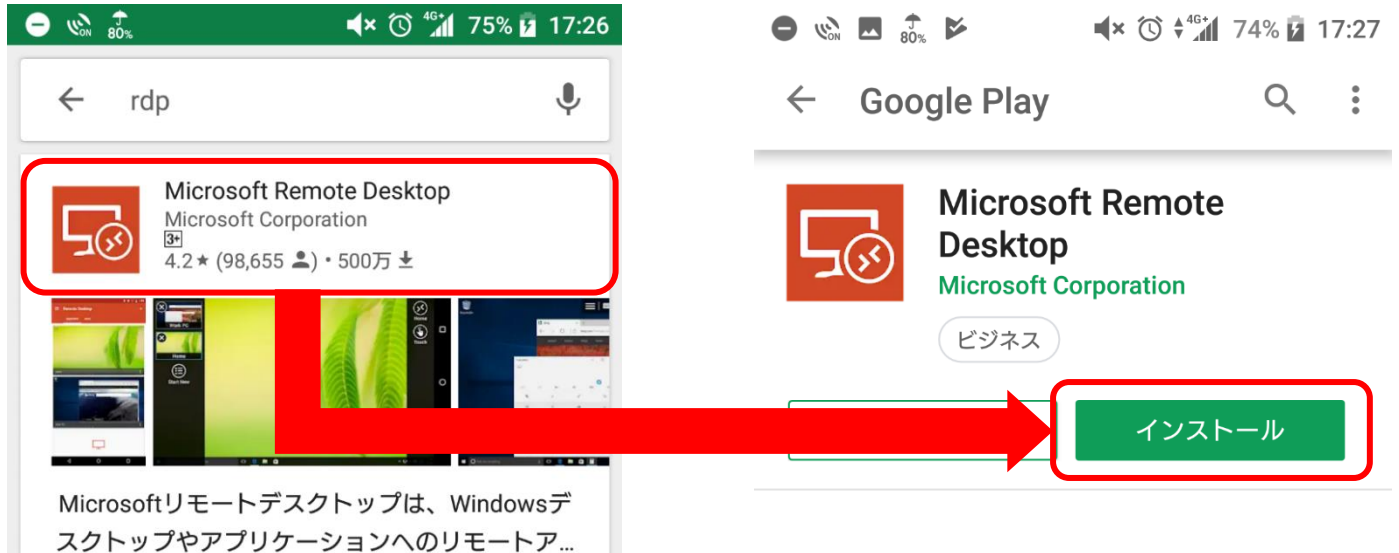 ON 80% 4G+ 75% 17:26
rdp
Microsoft Remote Desktop
Microsoft Corporation
3+
4.2★ (98,655 ) • 500万
Microsoftリモートデスクトップは、Windowsデ
スクトップやアプリケーションへのリモートア...
ON 80% 4G+ 74% 17:27
Google Play
Microsoft Remote
Desktop
Microsoft Corporation
ビジネス
インストール